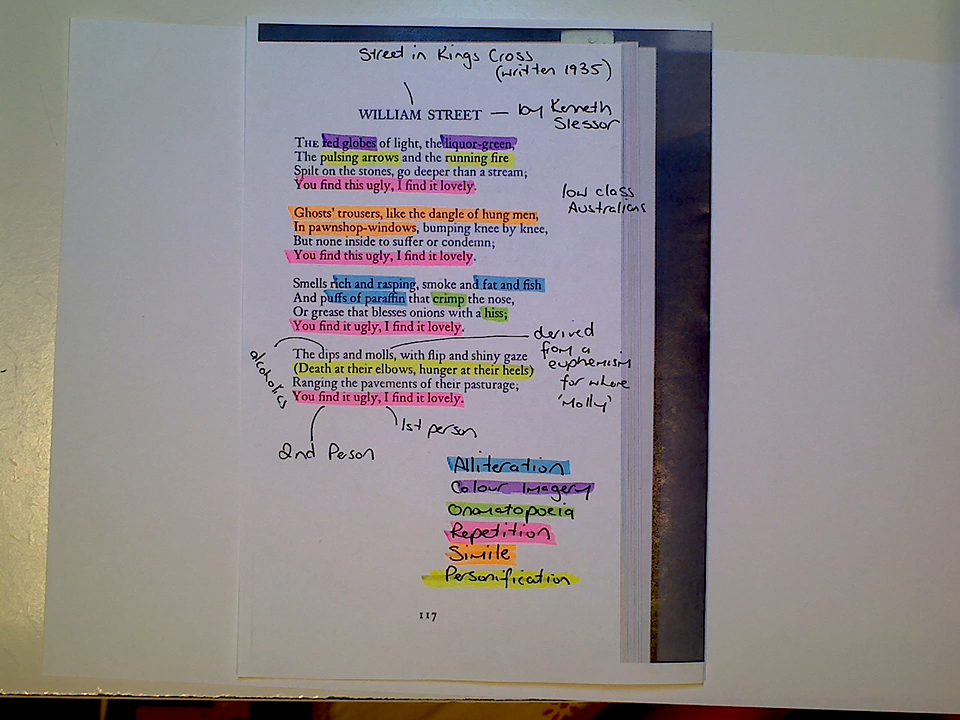 Street in Kings Cross
(written 1935)
WILLIAM STREET — by Kenneth
Slessor
THE red globes of light, the liquor-green,
The pulsing arrows and the running fire
Spilt on the stones, go deeper than a stream;
You find this ugly, I find it lovely.
low class
Australians
Ghosts' trousers, like the dangle of hung men,
In pawnshop-windows, bumping knee by knee,
But none inside to suffer or condemn;
You find this ugly, I find it lovely.
Smells rich and rasping, smoke and fat and fish
And puffs of paraffin that crimp the nose,
Or grease that blesses onions with a hiss;
You find it ugly, I find it lovely.
The dips and molls, with flip and shiny gaze
(Death at their elbows, hunger at their heels)
Ranging the pavements of their pasturage;
You find it ugly, I find it lovely.
alcoholics
derived
from a
euphemism
for whore
'Molly'
1st person
2nd Peson
Alliteration
Colour Imagery
Onomatopoeia
Repetition
Simile
Personification
117